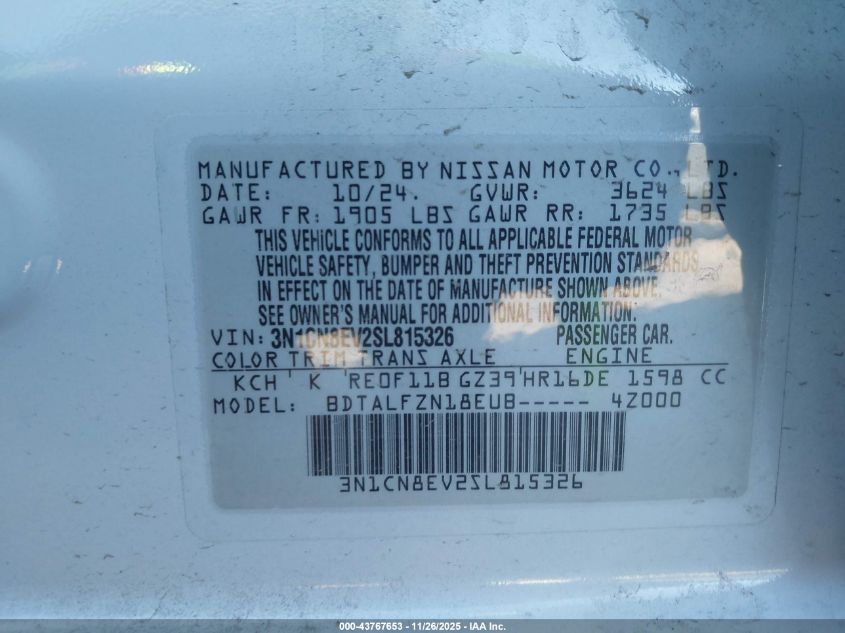 MANUFACTURED BY NISSAN MOTOR CO., LTD.
DATE: 10/24. GVWR: 3624 LBS
GAWR FR: 1905 LBS GAWR RR: 1735 LBS
THIS VEHICLE CONFORMS TO ALL APPLICABLE FEDERAL MOTOR
VEHICLE SAFETY, BUMPER AND THEFT PREVENTION STANDARDS
IN EFFECT ON THE DATE OF MANUFACTURE SHOWN ABOVE.
SEE OWNER'S MANUAL FOR ADDITIONAL INFORMATION:
VIN: 3N1CN8EV2SL815326 PASSENGER CAR.
COLOR TRIM TRANS AXLE ENGINE
KCH K RE0F11B GZ39 HR16DE 1598 CC
MODEL: BDTALFZN18EUB----- 4Z000
3N1CN8EV2SL815326
000-43767653 - 11/26/2025 - IAA Inc.